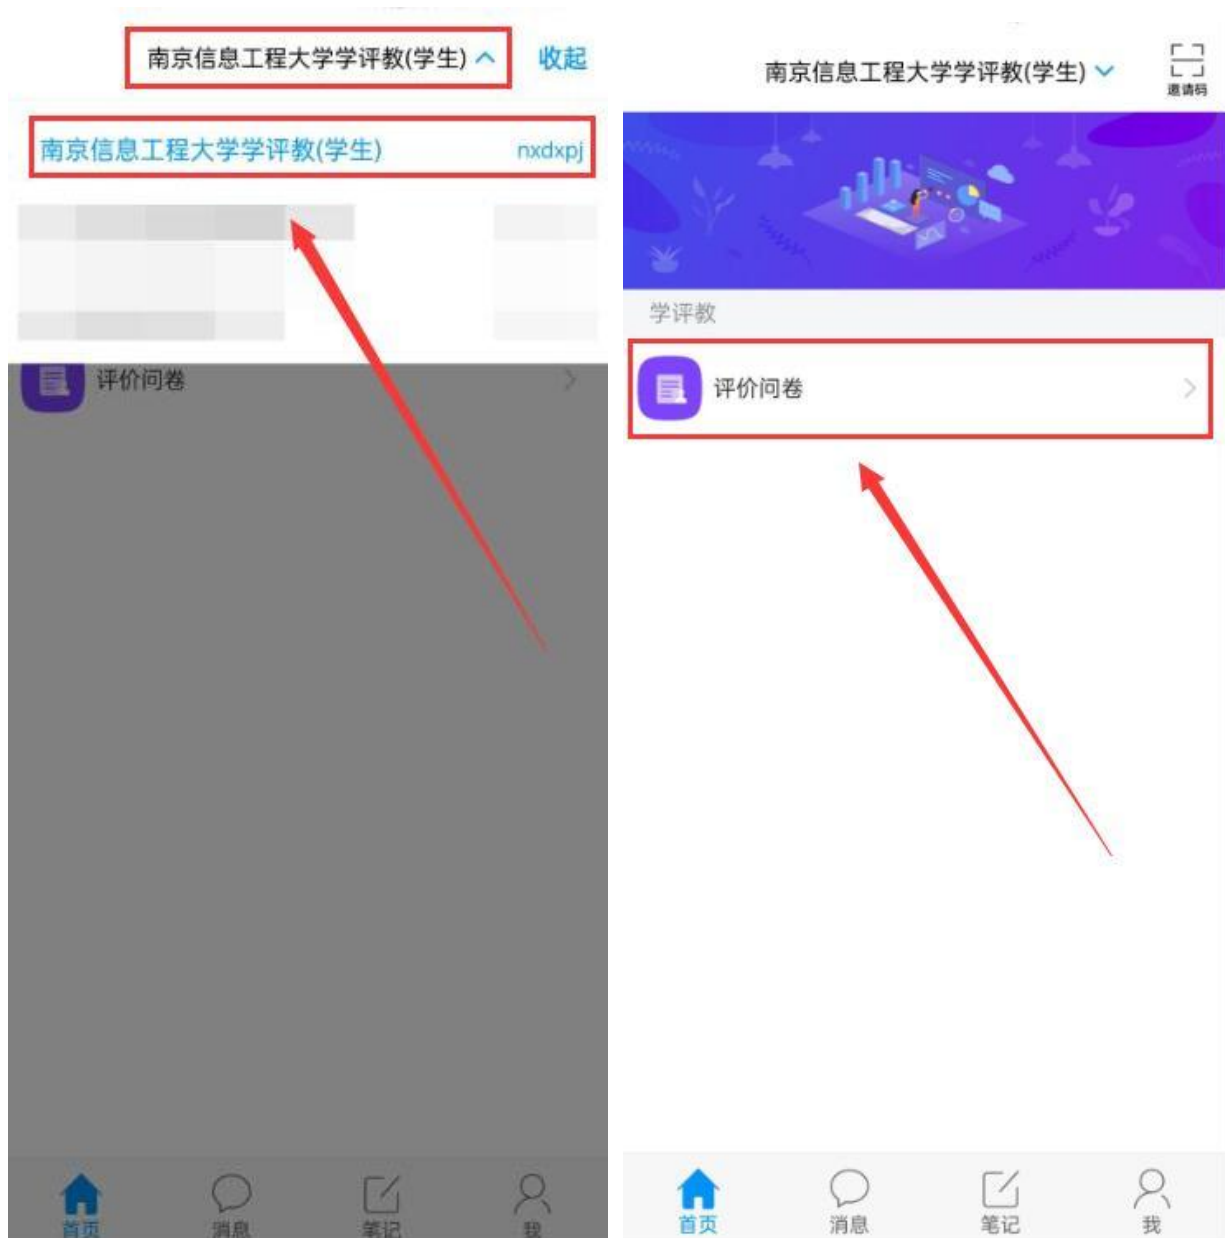 南京信息工程大学学评教(学生)
收起
南京信息工程大学学评教(学生)
nxdxpj
评价问卷
首页
消息
笔记
我
南京信息工程大学学评教(学生)
邀请码
学评教
评价问卷
首页
消息
笔记
我